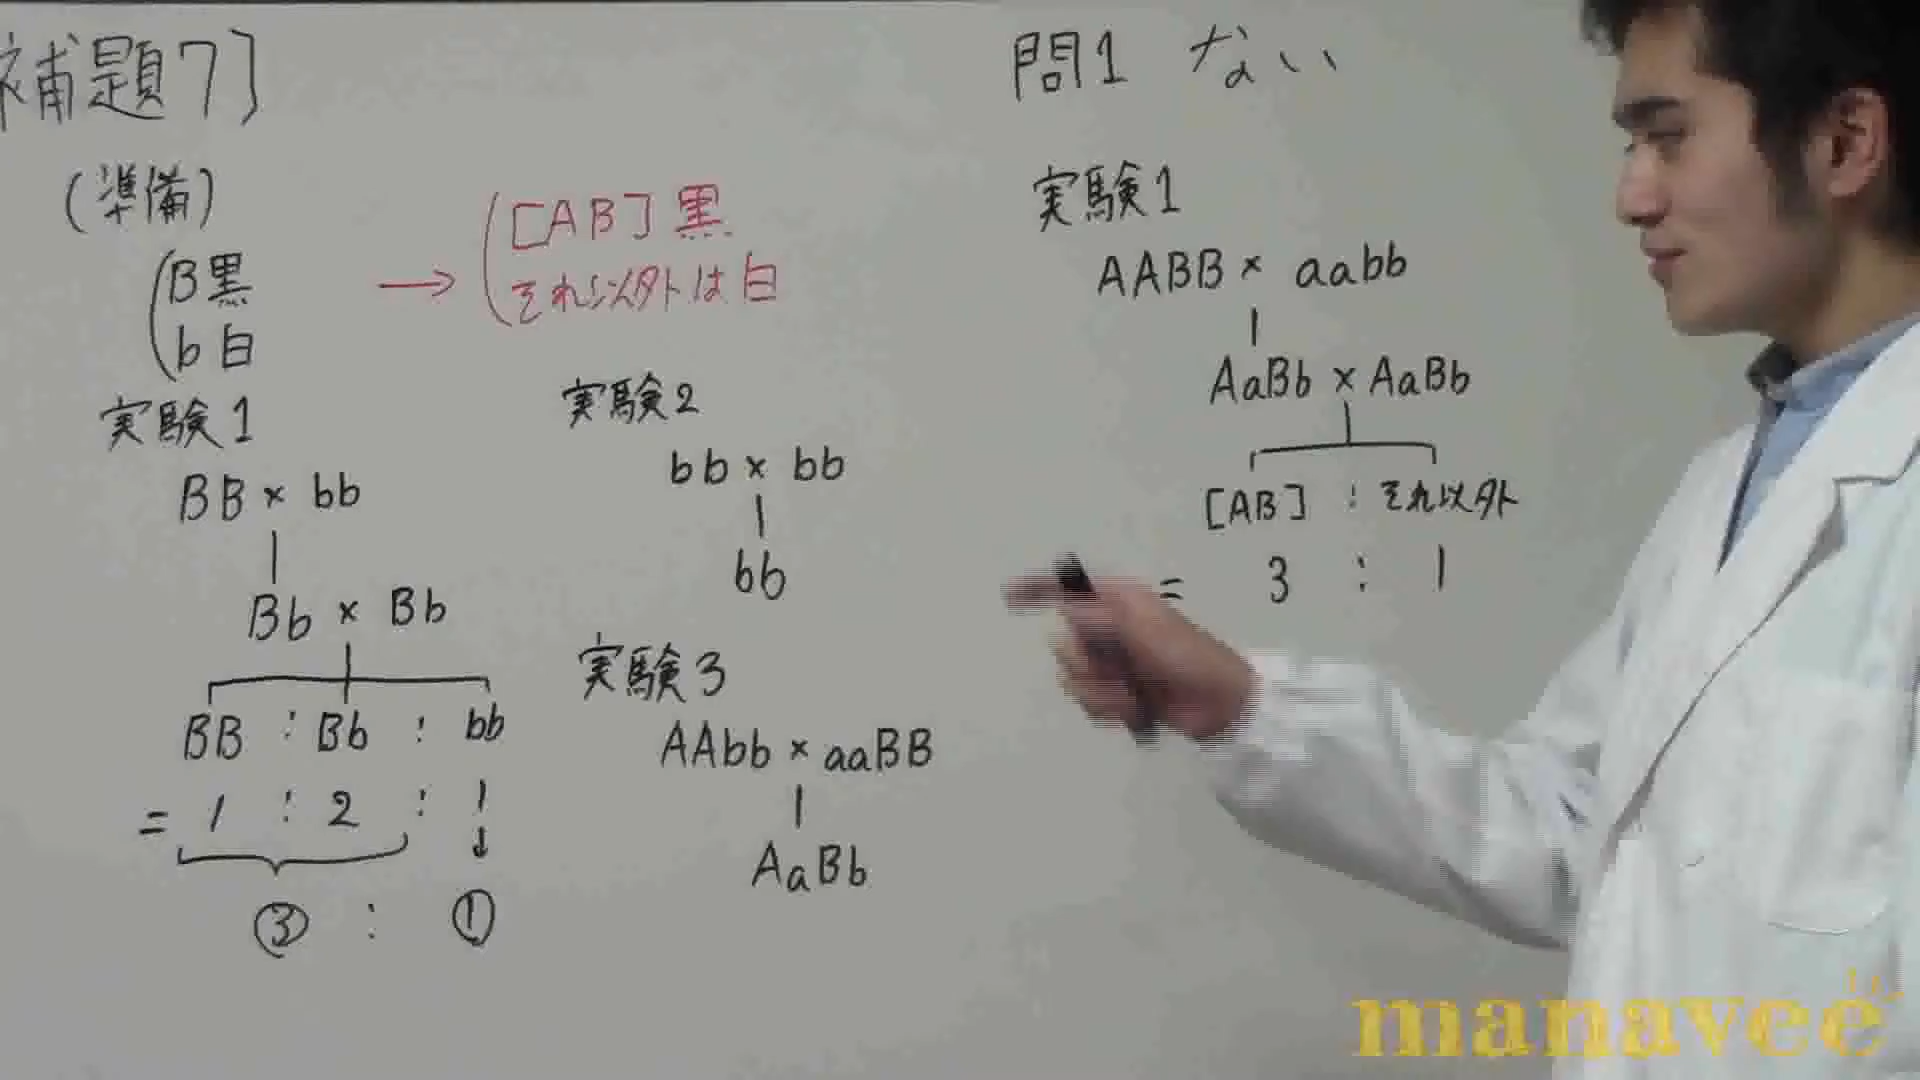 補題7]
(準備)
B黒
b白
→
[AB]黒
それ以外は白
実験1
BB × bb
Bb × Bb
BB : Bb : bb
= 1 : 2 : 1
↓
③ : ①
実験2
bb × bb
bb
実験3
AAbb × aaBB
AaBb
問1 ない
実験1
AABB × aabb
AaBb × AaBb
[AB] : それ以外
= 3 : 1
manavee